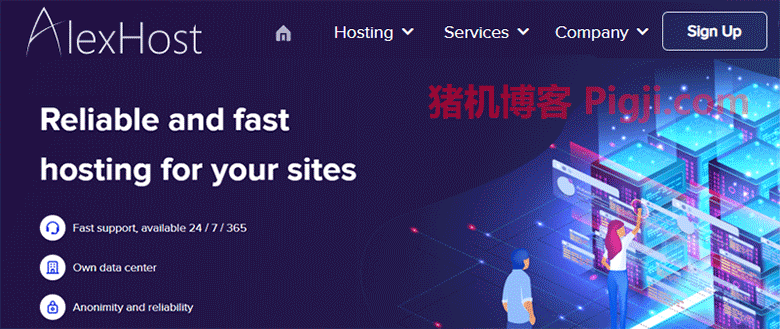 AlexHost
Hosting
Services
Company
Sign Up
猪机博客 Pigji.com
Reliable and fast
hosting for your sites
Fast support, available 24 / 7 / 365
Own data center
Anonimity and reliability